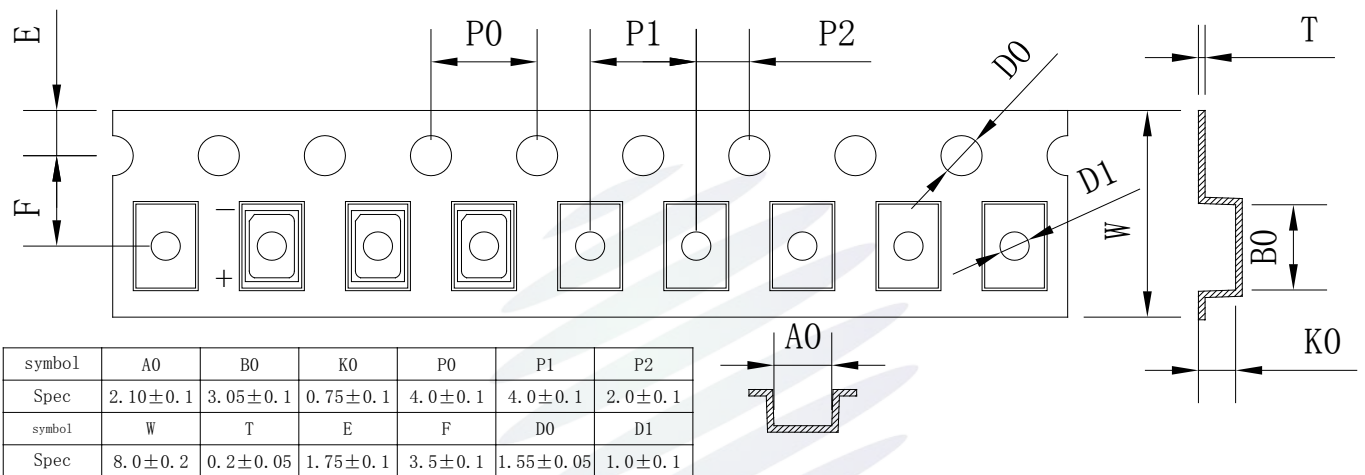 E
P0
P1
P2
D0
T
F
−
+
D1
W
B0
K0
A0
symbol A0 B0 K0 P0 P1 P2
Spec 2.10±0.1 3.05±0.1 0.75±0.1 4.0±0.1 4.0±0.1 2.0±0.1
symbol W T E F D0 D1
Spec 8.0±0.2 0.2±0.05 1.75±0.1 3.5±0.1 1.55±0.05 1.0±0.1